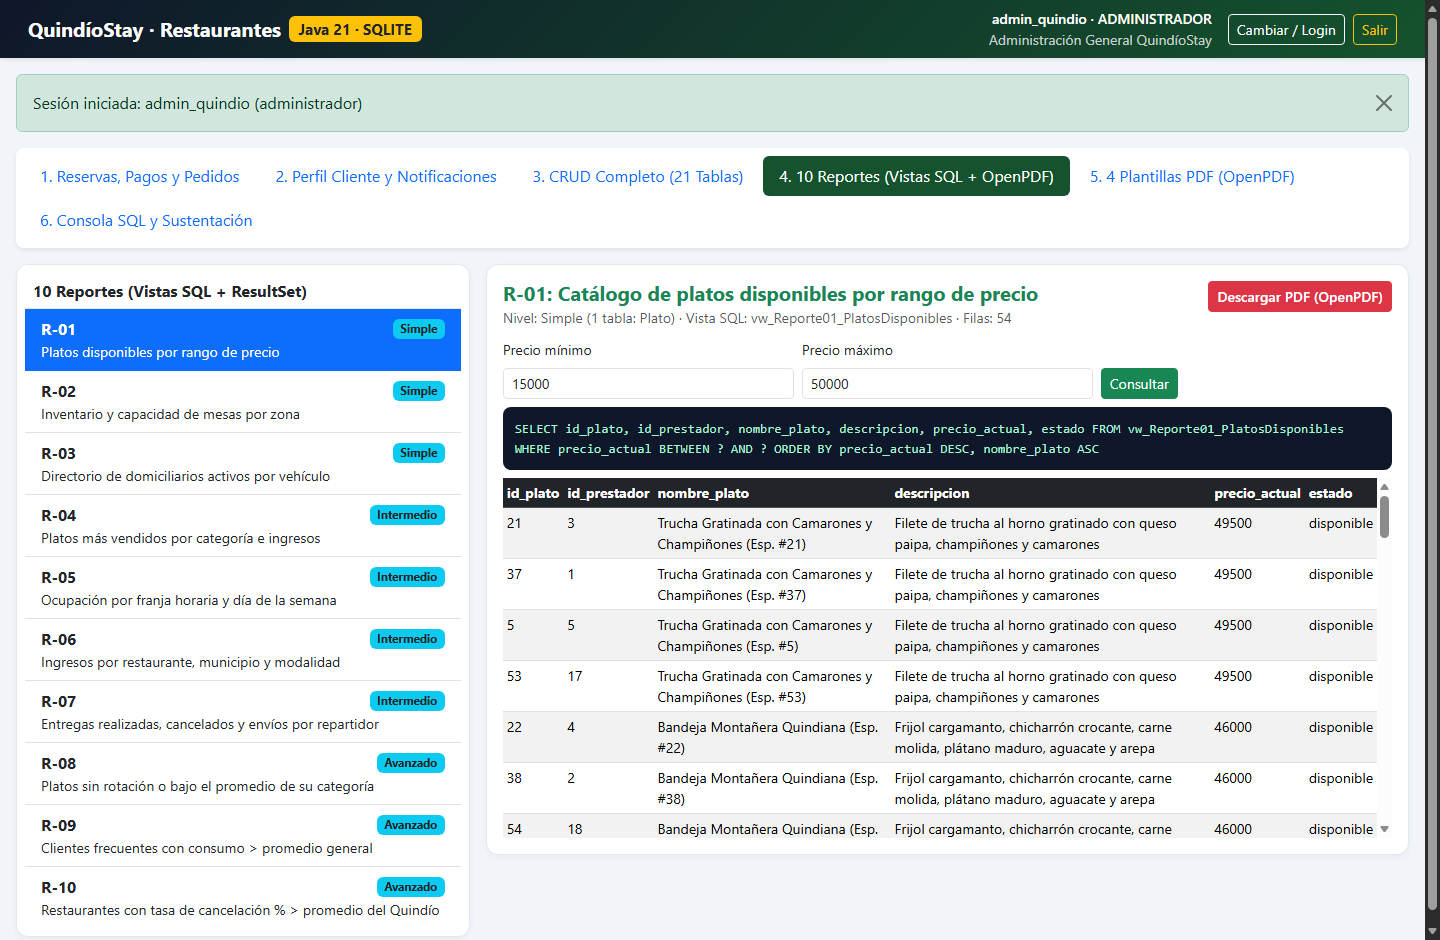 QuindíoStay · Restaurantes
Java 21 · SQLITE
admin_quindio · ADMINISTRADOR
Administración General QuindíoStay
Cambiar / Login
Salir
Sesión iniciada: admin_quindio (administrador)
1. Reservas, Pagos y Pedidos
2. Perfil Cliente y Notificaciones
3. CRUD Completo (21 Tablas)
4. 10 Reportes (Vistas SQL + OpenPDF)
5. 4 Plantillas PDF (OpenPDF)
6. Consola SQL y Sustentación
10 Reportes (Vistas SQL + ResultSet)
R-01
Simple
Platos disponibles por rango de precio
R-02
Simple
Inventario y capacidad de mesas por zona
R-03
Simple
Directorio de domiciliarios activos por vehículo
R-04
Intermedio
Platos más vendidos por categoría e ingresos
R-05
Intermedio
Ocupación por franja horaria y día de la semana
R-06
Intermedio
Ingresos por restaurante, municipio y modalidad
R-07
Intermedio
Entregas realizadas, cancelados y envíos por repartidor
R-08
Avanzado
Platos sin rotación o bajo el promedio de su categoría
R-09
Avanzado
Clientes frecuentes con consumo > promedio general
R-10
Avanzado
Restaurantes con tasa de cancelación % > promedio del Quindío
R-01: Catálogo de platos disponibles por rango de precio
Nivel: Simple (1 tabla: Plato) · Vista SQL: vw_Reporte01_PlatosDisponibles · Filas: 54
Descargar PDF (OpenPDF)
Precio mínimo
Precio máximo
15000
50000
Consultar
SELECT id_plato, id_prestador, nombre_plato, descripcion, precio_actual, estado FROM vw_Reporte01_PlatosDisponibles
WHERE precio_actual BETWEEN ? AND ? ORDER BY precio_actual DESC, nombre_plato ASC
id_plato id_prestador nombre_plato descripcion precio_actual estado
21 3 Trucha Gratinada con Camarones y Filete de trucha al horno gratinado con queso 49500 disponible
Champiñones (Esp. #21) paipa, champiñones y camarones
37 1 Trucha Gratinada con Camarones y Filete de trucha al horno gratinado con queso 49500 disponible
Champiñones (Esp. #37) paipa, champiñones y camarones
5 5 Trucha Gratinada con Camarones y Filete de trucha al horno gratinado con queso 49500 disponible
Champiñones (Esp. #5) paipa, champiñones y camarones
53 17 Trucha Gratinada con Camarones y Filete de trucha al horno gratinado con queso 49500 disponible
Champiñones (Esp. #53) paipa, champiñones y camarones
22 4 Bandeja Montañera Quindiana (Esp. Frijol cargamanto, chicharrón crocante, carne 46000 disponible
#22) molida, plátano maduro, aguacate y arepa
38 2 Bandeja Montañera Quindiana (Esp. Frijol cargamanto, chicharrón crocante, carne 46000 disponible
#38) molida, plátano maduro, aguacate y arepa
54 18 Bandeja Montañera Quindiana (Esp. Frijol cargamanto, chicharrón crocante, carne 46000 disponible